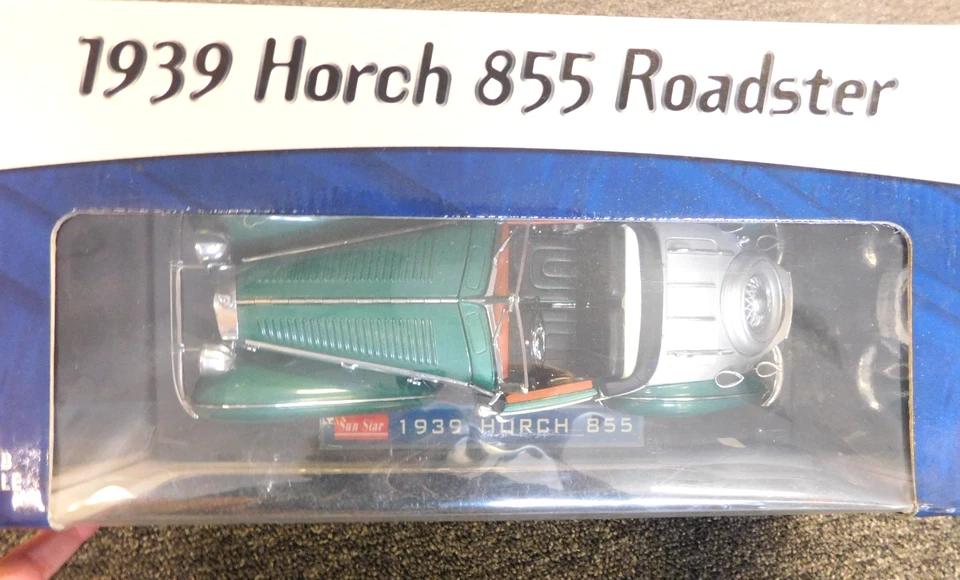 1939 Horch 855 Roadster
Sun Star 1939 HORCH 855